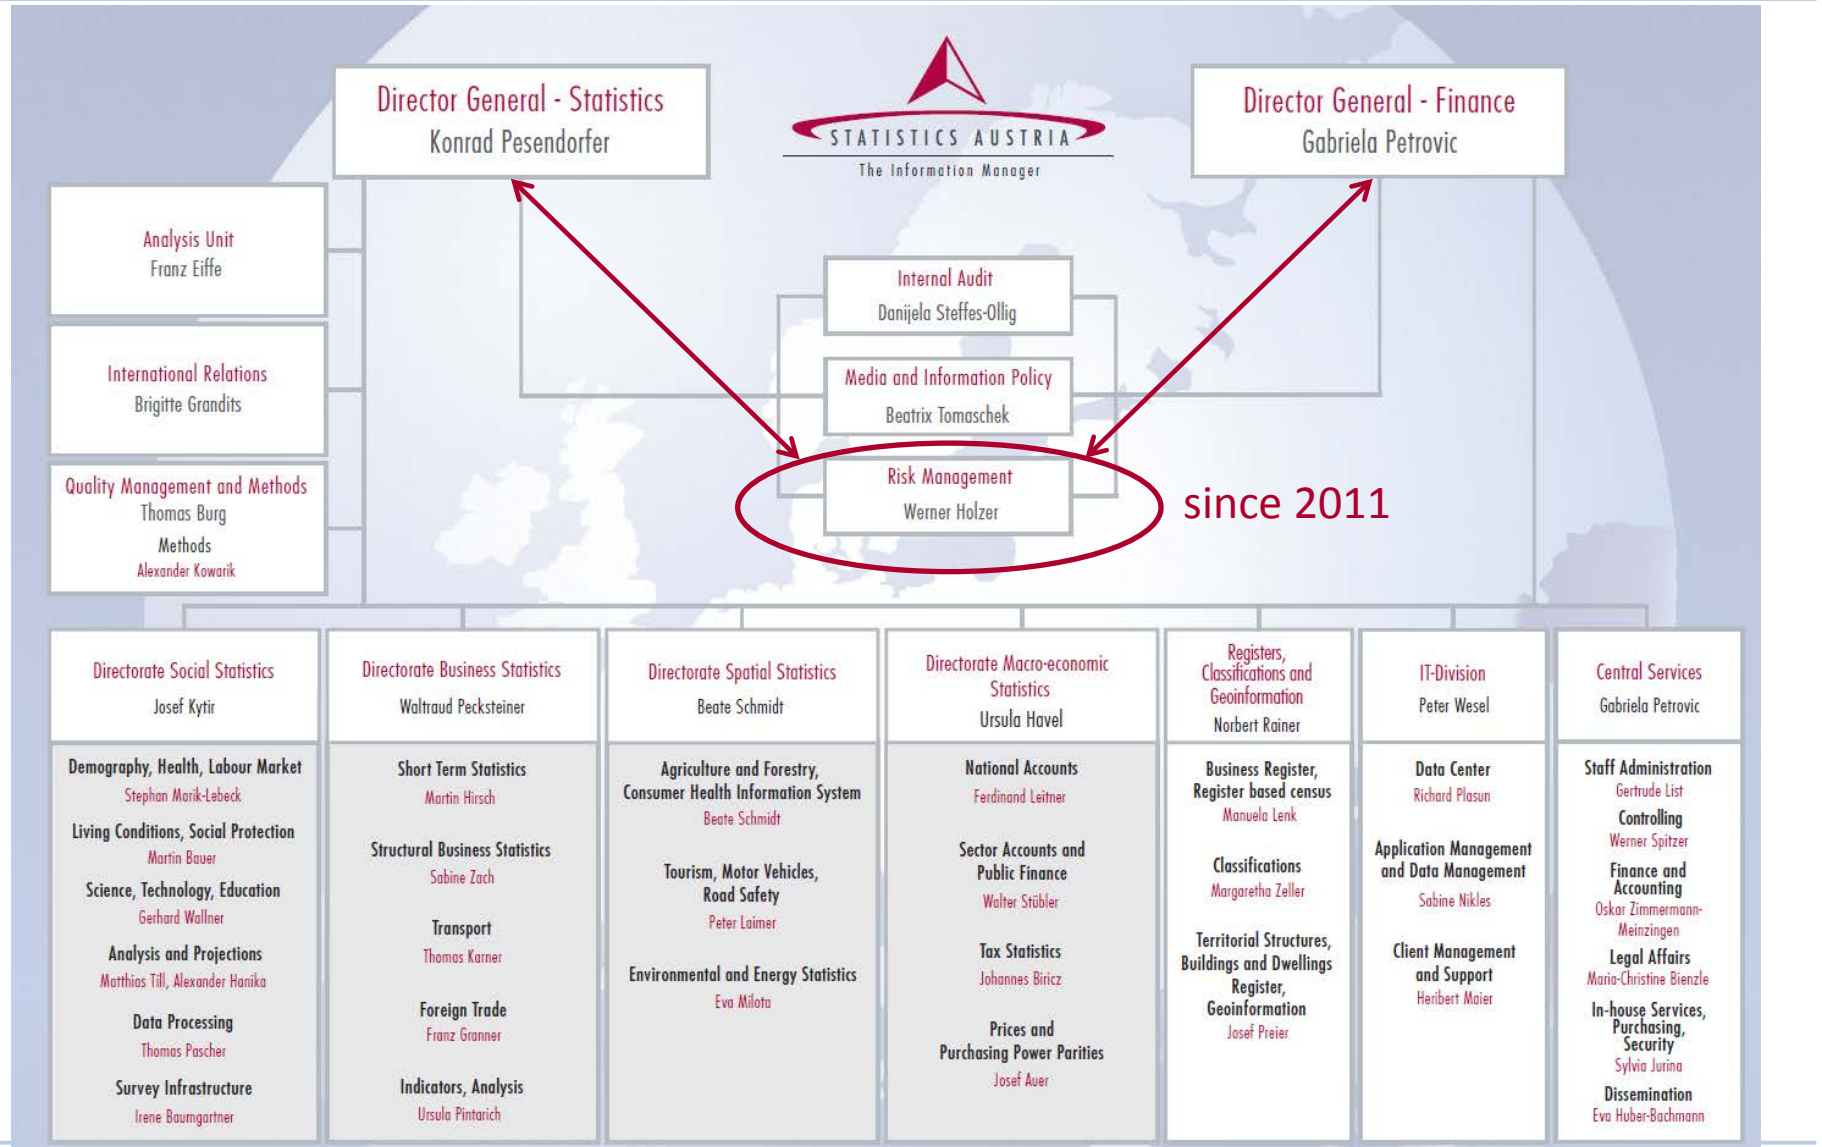 Director General - Statistics
Konrad Pesendorfer
STATISTICS AUSTRIA
The Information Manager
Director General - Finance
Gabriela Petrovic
Analysis Unit
Franz Eiffe
International Relations
Brigitte Grandits
Quality Management and Methods
Thomas Burg
Methods
Alexander Kowarik
Internal Audit
Danijela Steffes-Ollig
Media and Information Policy
Beatrix Tomaschek
Risk Management
Werner Holzer
since 2011
Directorate Social Statistics
Josef Kytir
Demography, Health, Labour Market
Stephan Marik-Lebeck
Living Conditions, Social Protection
Martin Bauer
Science, Technology, Education
Gerhard Wallner
Analysis and Projections
Matthias Till, Alexander Hanika
Data Processing
Thomas Pascher
Survey Infrastructure
Irene Baumgartner
Directorate Business Statistics
Waltraud Pecksteiner
Short Term Statistics
Martin Hirsch
Structural Business Statistics
Sabine Zach
Transport
Thomas Karner
Foreign Trade
Franz Granner
Indicators, Analysis
Ursula Pintarich
Directorate Spatial Statistics
Beate Schmidt
Agriculture and Forestry,
Consumer Health Information System
Beate Schmidt
Tourism, Motor Vehicles,
Road Safety
Peter Laimer
Environmental and Energy Statistics
Eva Milota
Directorate Macro-economic
Statistics
Ursula Havel
National Accounts
Ferdinand Leitner
Sector Accounts and
Public Finance
Walter Stübler
Tax Statistics
Johannes Biricz
Prices and
Purchasing Power Parities
Josef Auer
Registers,
Classifications and
Geoinformation
Norbert Rainer
Business Register,
Register based census
Manuela Lenk
Classifications
Margaretha Zeller
Territorial Structures,
Buildings and Dwellings
Register,
Geoinformation
Josef Preier
IT-Division
Peter Wesel
Data Center
Richard Plasun
Application Management
and Data Management
Sabine Nikles
Client Management
and Support
Heribert Maier
Central Services
Gabriela Petrovic
Staff Administration
Gertrude List
Controlling
Werner Spitzer
Finance and
Accounting
Oskar Zimmermann-
Meinzingen
Legal Affairs
Maria-Christine Bienzle
In-house Services,
Purchasing,
Security
Sylvia Jurina
Dissemination
Eva Huber-Bachmann